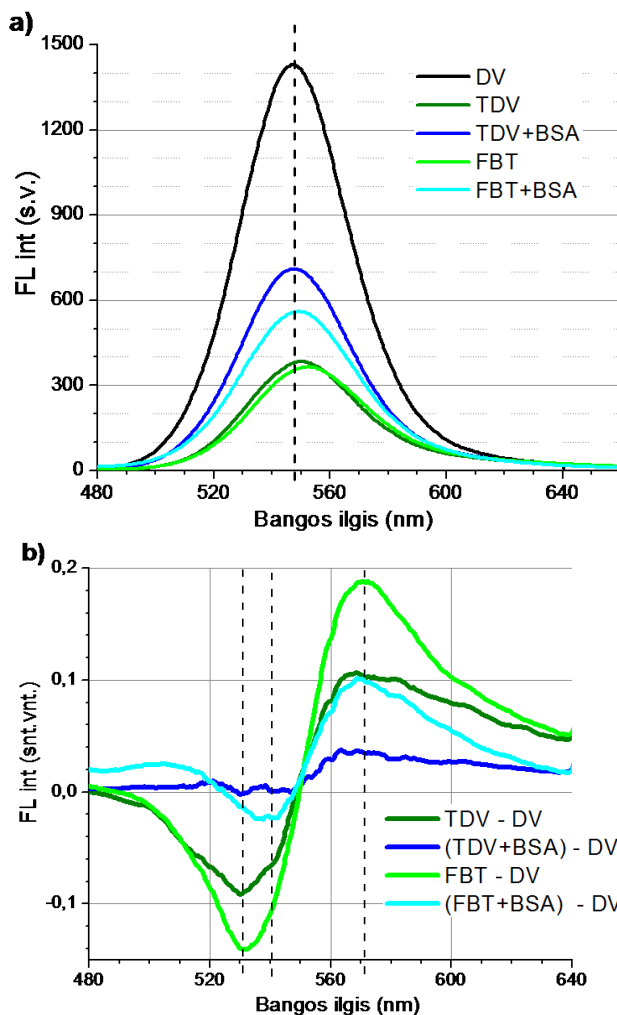 a)
1500
1200
900
600
300
0
FL int (s.v.)
DV
TDV
TDV+BSA
FBT
FBT+BSA
480 520 560 600 640
Bangos ilgis (nm)
b)
0,2
0,1
0,0
-0,1
FL int (snt.vnt.)
TDV - DV
(TDV+BSA) - DV
FBT - DV
(FBT+BSA) - DV
480 520 560 600 640
Bangos ilgis (nm)